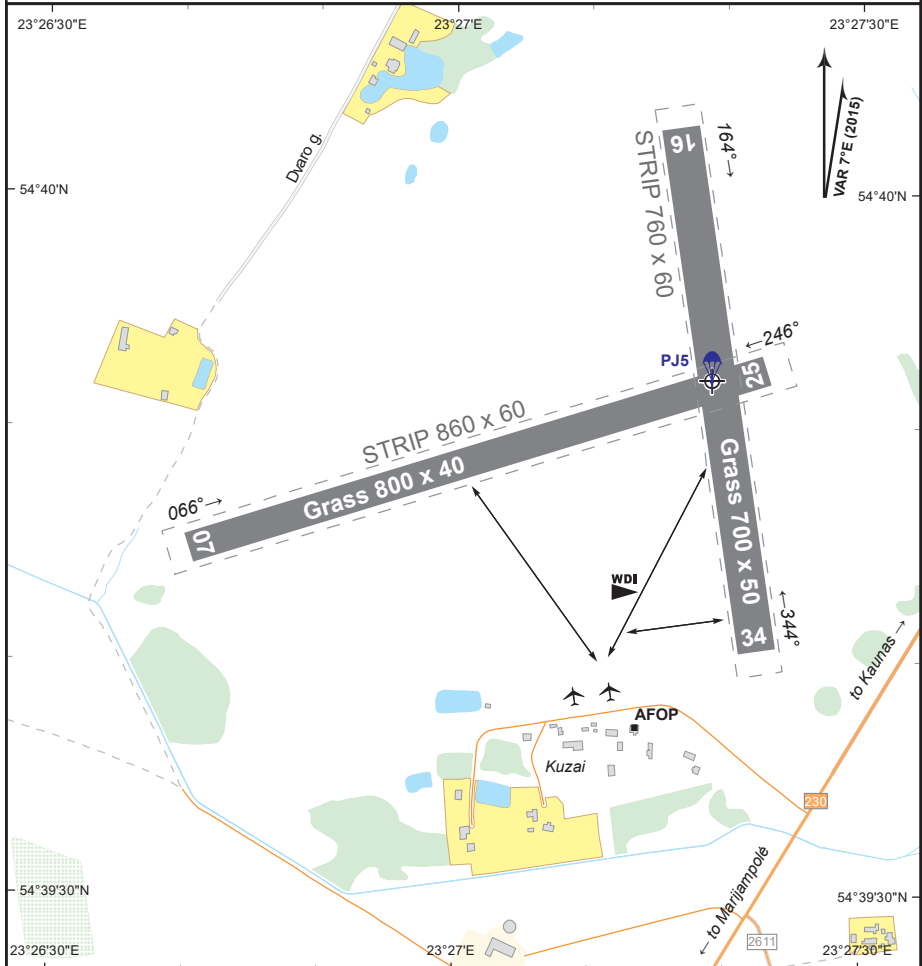 23°26'30"E
23°27'E
23°27'30"E
VAR 7°E (2015)
Dvaro g.
16
164°→
STRIP 760 x 60
54°40'N
54°40'N
PJ5
←246°
25
STRIP 860 x 60
Grass 800 x 40
066°→
07
Grass 700 x 50
WDI
34
←344°
to Kaunas →
AFOP
Kuzai
230
← to Marijampolė
54°39'30"N
54°39'30"N
2611
23°26'30"E
23°27'E
23°27'30"E